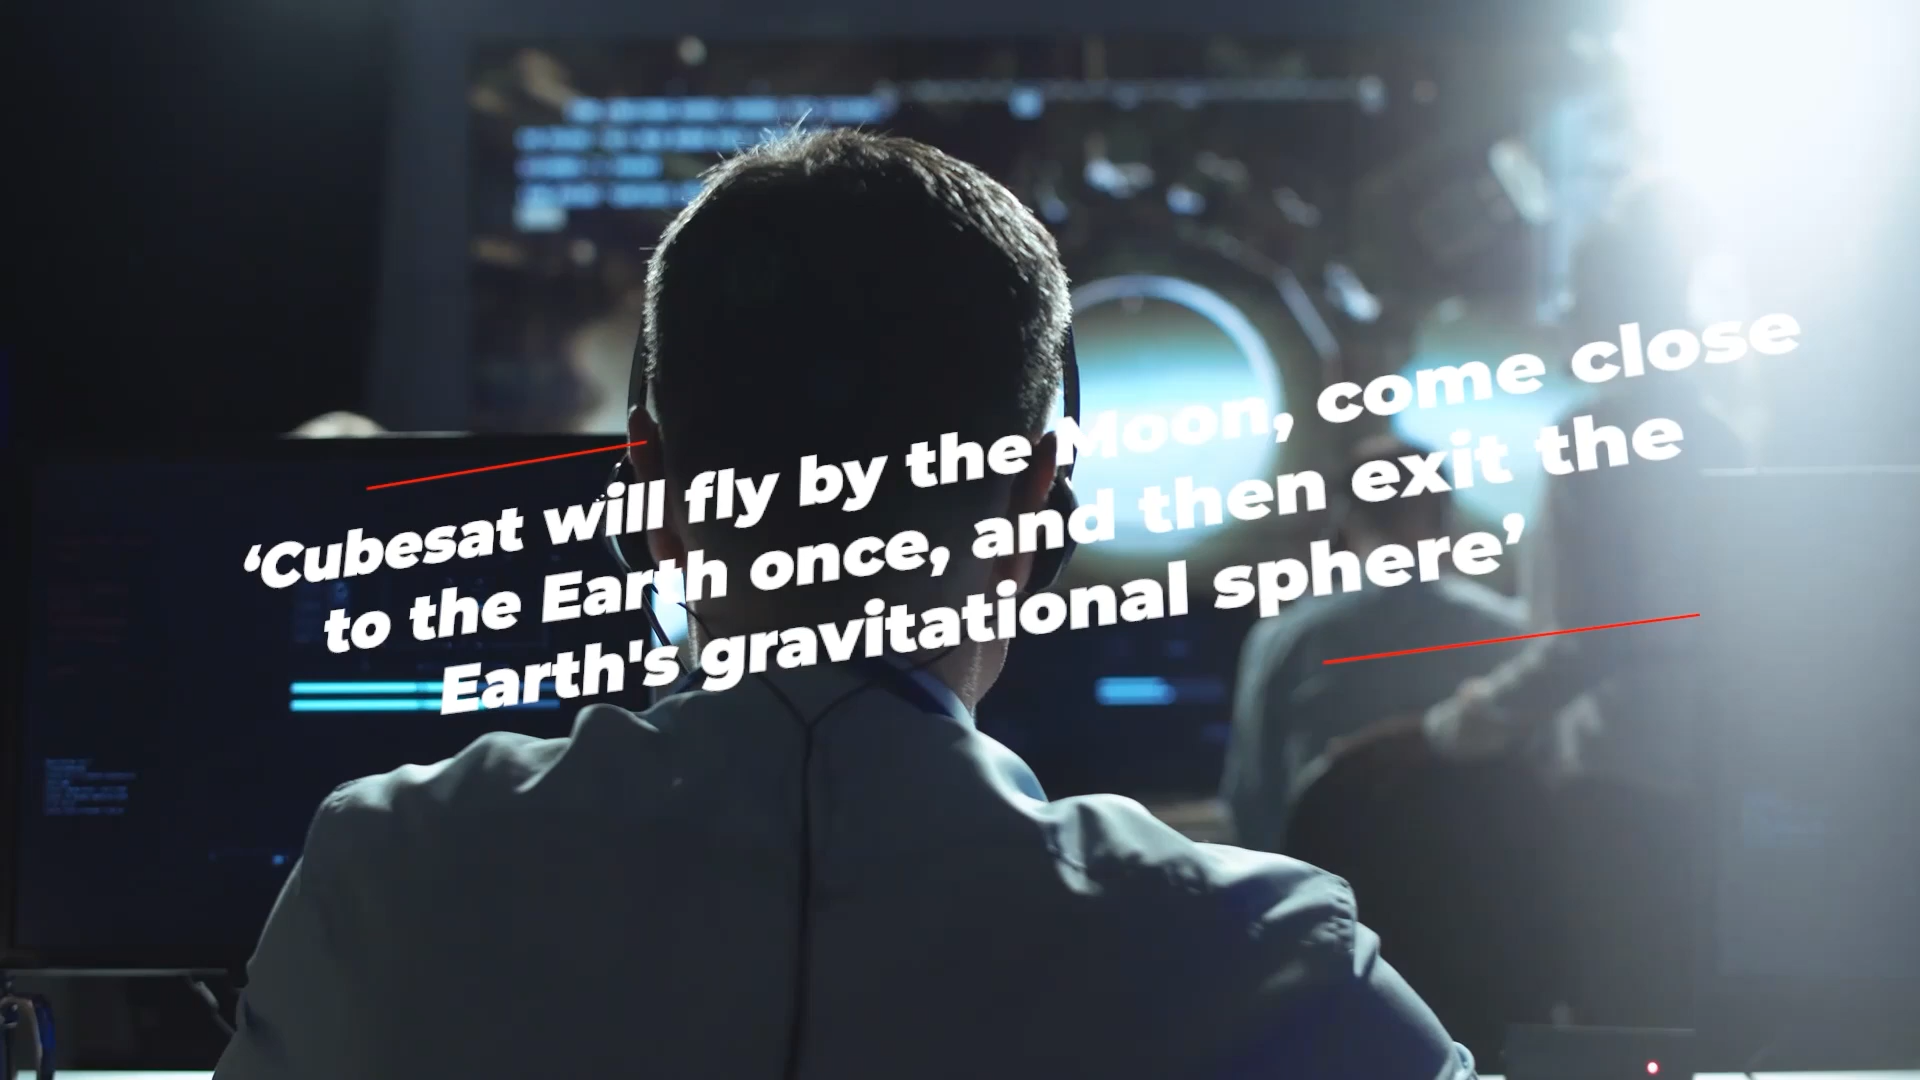 ‘Cubesat will fly by the Moon, come close
to the Earth once, and then exit the
Earth's gravitational sphere’